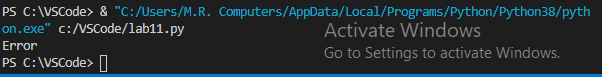 PS C:\VSCode> & "C:/Users/M.R. Computers/AppData/Local/Programs/Python/Python38/pyth
on.exe" c:/VSCode/lab11.py
Error
PS C:\VSCode>
Activate Windows
Go to Settings to activate Windows.